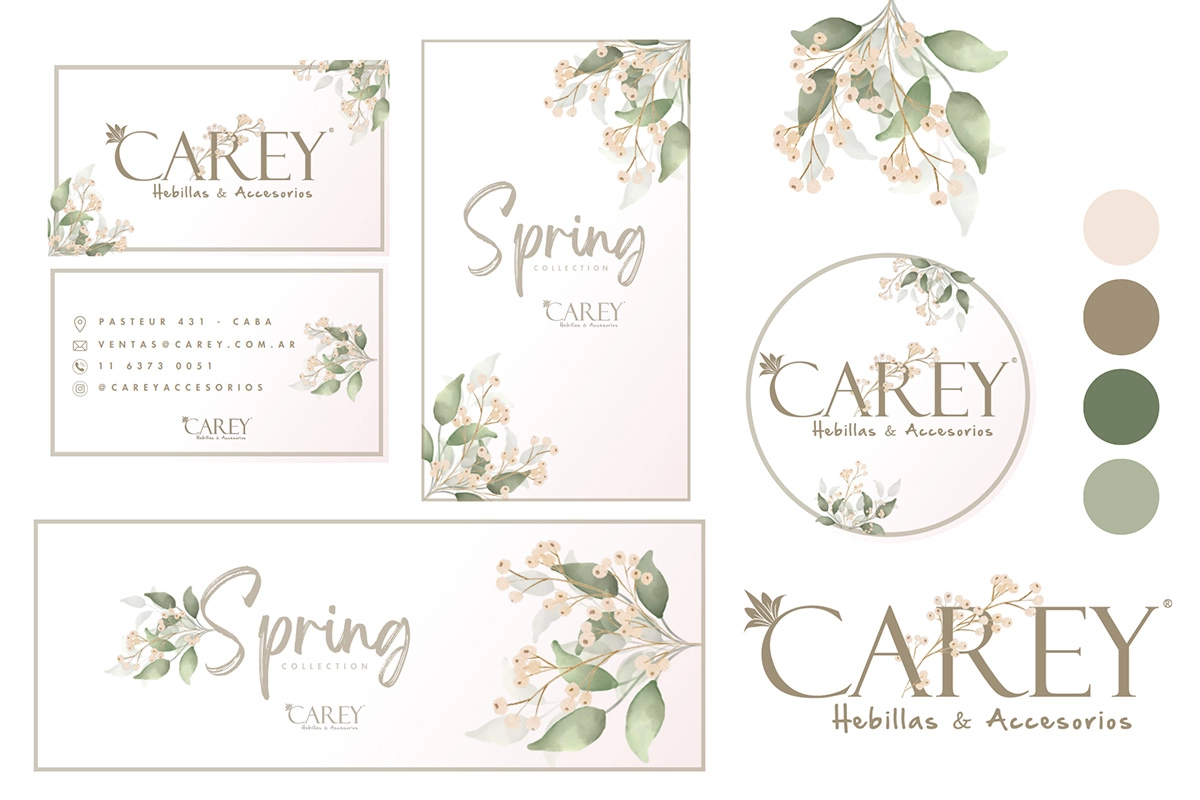 CAREY®
Hebillas & Accesorios
PASTEUR 431 - CABA
VENTAS@CAREY.COM.AR
11 6373 0051
@CAREYACCESORIOS
CAREY
Hebillas & Accesorios
Spring
COLLECTION
CAREY
Hebillas & Accesorios
Spring
COLLECTION
CAREY
Hebillas & Accesorios
CAREY®
Hebillas & Accesorios
CAREY®
Hebillas & Accesorios